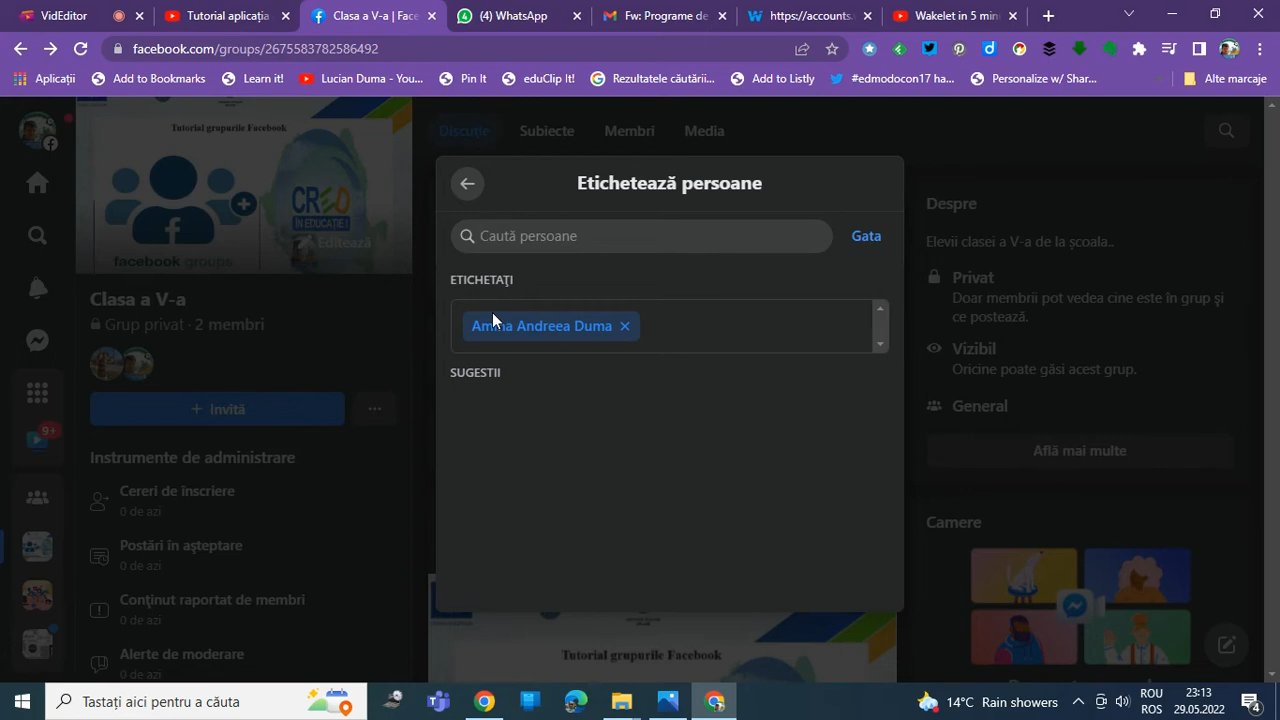 VidEditor
Tutorial aplicația
Clasa a V-a | Face
(4) WhatsApp
Fw: Programe de
https://accounts.
Wakelet in 5 min
facebook.com/groups/2675583782586492
Aplicații
Add to Bookmarks
Learn it!
Lucian Duma - You...
Pin It
eduClip It!
Rezultatele căutării...
Add to Listly
#edmodocon17 ha...
Personalize w/ Shar...
Alte marcaje
Tutorial grupurile Facebook
CRED
ÎN EDUCAȚIE !
Editează
facebook groups
Clasa a V-a
Grup privat · 2 membri
+ Invită
Instrumente de administrare
Cereri de înscriere
0 de azi
Postări în aşteptare
0 de azi
Conţinut raportat de membri
0 de azi
Alerte de moderare
0 de azi
9+
Discuție
Subiecte
Membri
Media
Etichetează persoane
Caută persoane
Gata
ETICHETAŢI
Amina Andreea Duma
SUGESTII
Tutorial grupurile Facebook
Despre
Elevii clasei a V-a de la școala..
Privat
Doar membrii pot vedea cine este în grup şi
ce postează.
Vizibil
Oricine poate găsi acest grup.
General
Află mai multe
Camere
Tastați aici pentru a căuta
14°C Rain showers
ROU
ROS
23:13
29.05.2022
4